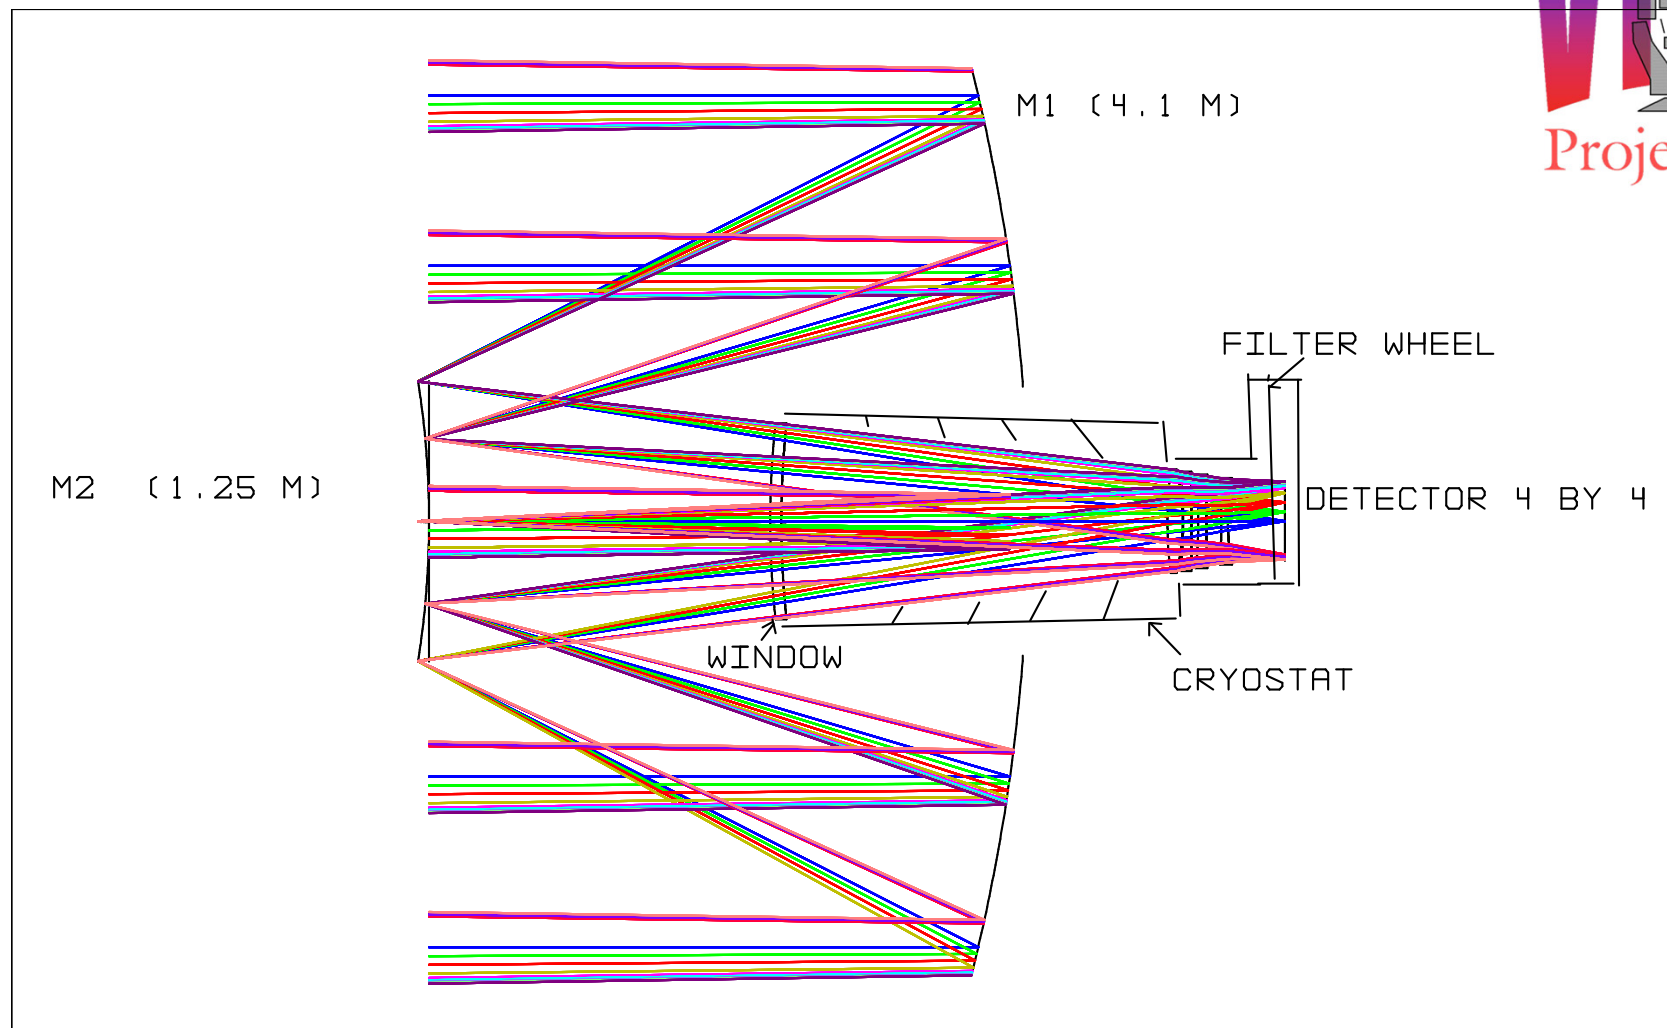 M1 (4.1 M)
FILTER WHEEL
M2 (1.25 M)
DETECTOR 4 BY 4
WINDOW
CRYOSTAT